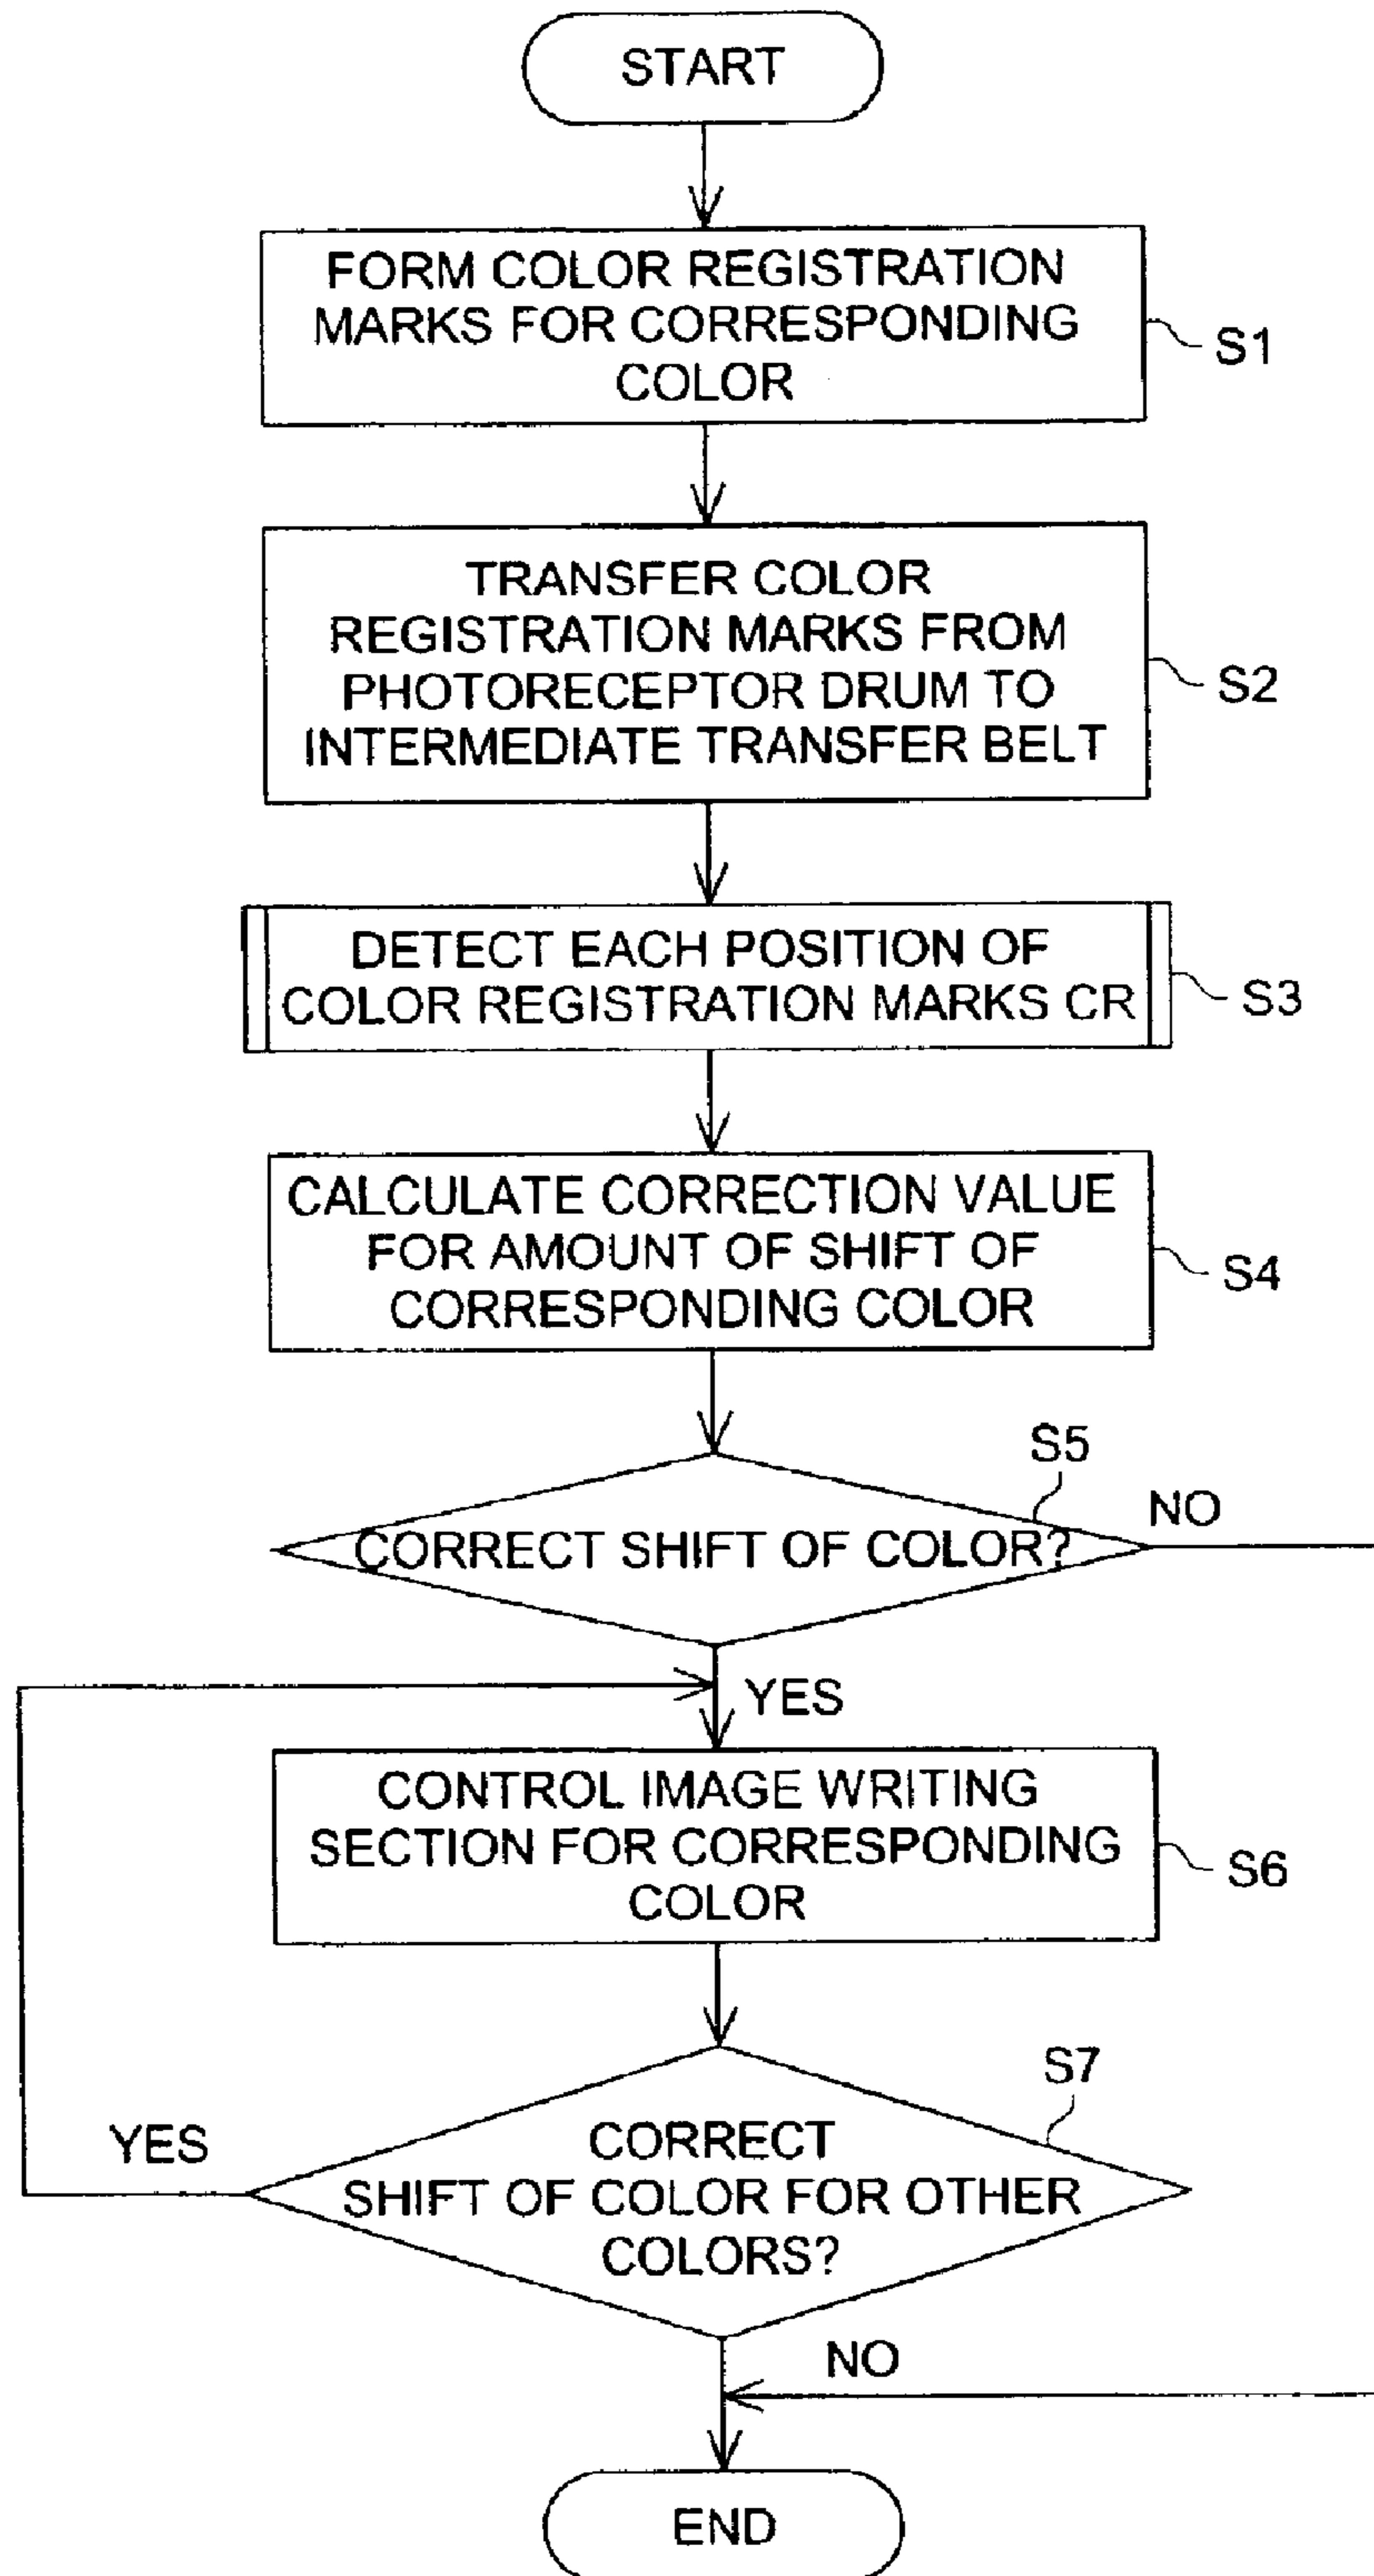 START
FORM COLOR REGISTRATION
MARKS FOR CORRESPONDING
COLOR
S1
TRANSFER COLOR
REGISTRATION MARKS FROM
PHOTORECEPTOR DRUM TO
INTERMEDIATE TRANSFER BELT
S2
DETECT EACH POSITION OF
COLOR REGISTRATION MARKS CR
S3
CALCULATE CORRECTION VALUE
FOR AMOUNT OF SHIFT OF
CORRESPONDING COLOR
S4
S5
NO
CORRECT SHIFT OF COLOR?
YES
CONTROL IMAGE WRITING
SECTION FOR CORRESPONDING
COLOR
S6
S7
YES
CORRECT
SHIFT OF COLOR FOR OTHER
COLORS?
NO
END